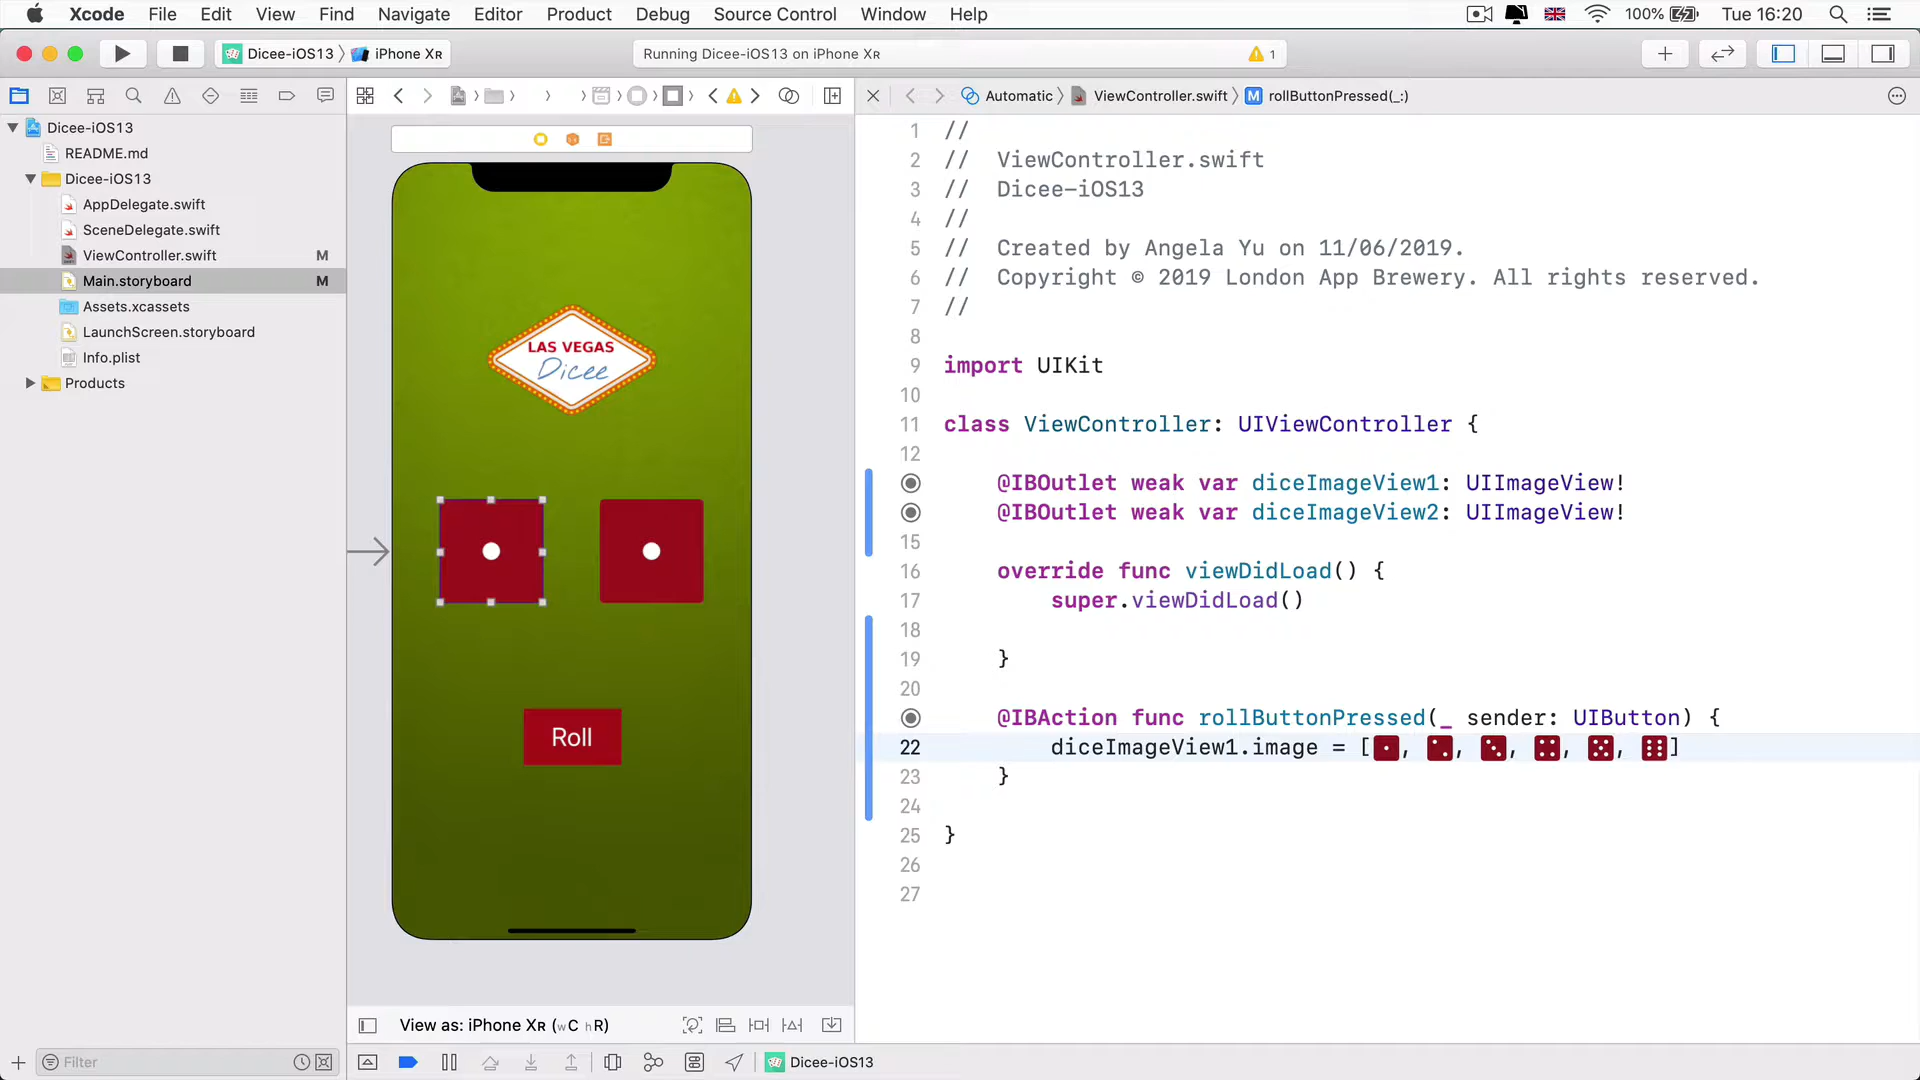 Xcode File Edit View Find Navigate Editor Product Debug Source Control Window Help 100% Tue 16:20
Dicee-iOS13 iPhone XR Running Dicee-iOS13 on iPhone XR 1
Automatic ViewController.swift M rollButtonPressed(_:)
Dicee-iOS13
README.md
Dicee-iOS13
AppDelegate.swift
SceneDelegate.swift
ViewController.swift M
Main.storyboard M
Assets.xcassets
LaunchScreen.storyboard
Info.plist
Products
LAS VEGAS
Dicee
Roll
1 //
2 // ViewController.swift
3 // Dicee-iOS13
4 //
5 // Created by Angela Yu on 11/06/2019.
6 // Copyright © 2019 London App Brewery. All rights reserved.
7 //
8
9 import UIKit
10
11 class ViewController: UIViewController {
12
@IBOutlet weak var diceImageView1: UIImageView!
@IBOutlet weak var diceImageView2: UIImageView!
15
16 override func viewDidLoad() {
17 super.viewDidLoad()
18
19 }
20
@IBAction func rollButtonPressed(_ sender: UIButton) {
22 diceImageView1.image = [, , , , , ]
23 }
24
25 }
26
27
View as: iPhone XR (wC hR)
Filter
Dicee-iOS13